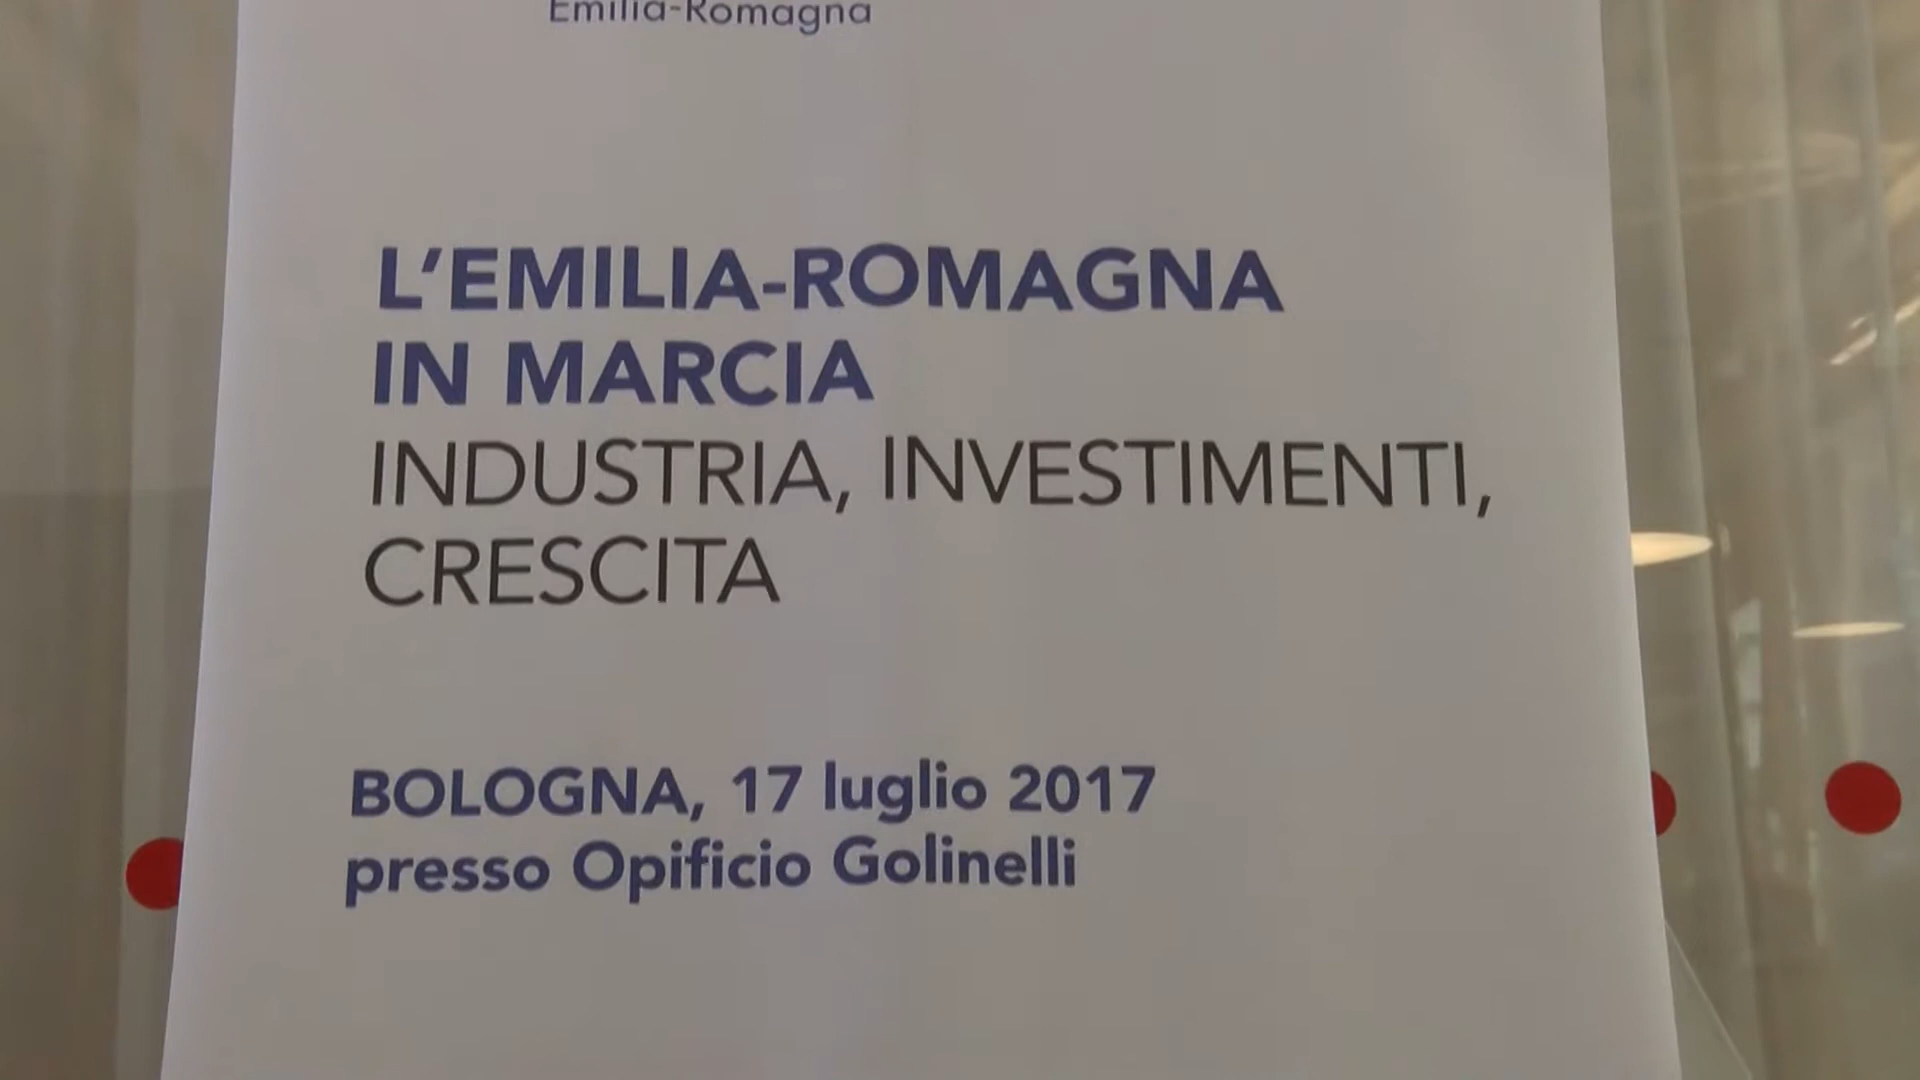 Emilia-Romagna
L'EMILIA-ROMAGNA
IN MARCIA
INDUSTRIA, INVESTIMENTI,
CRESCITA
BOLOGNA, 17 luglio 2017
presso Opificio Golinelli